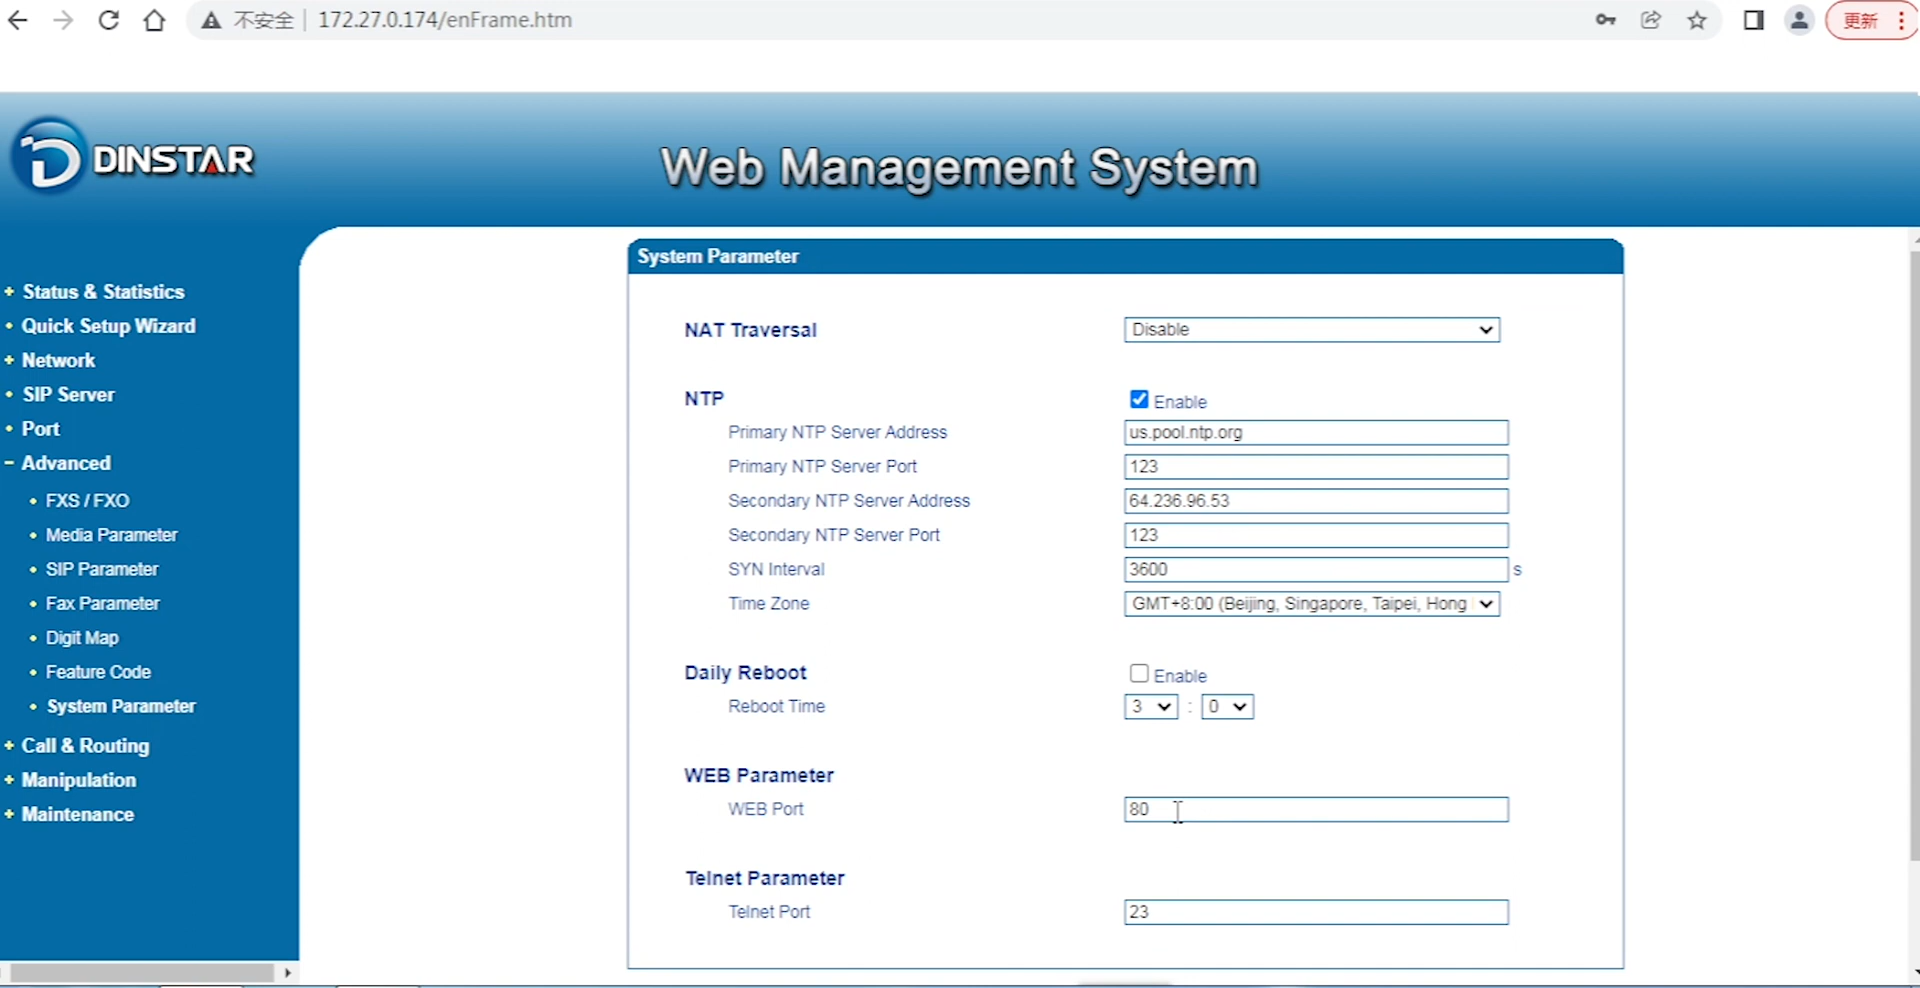 不安全 172.27.0.174/enFrame.htm 更新
DINSTAR
Web Management System
Status & Statistics
Quick Setup Wizard
Network
SIP Server
Port
Advanced
FXS / FXO
Media Parameter
SIP Parameter
Fax Parameter
Digit Map
Feature Code
System Parameter
Call & Routing
Manipulation
Maintenance
System Parameter
NAT Traversal Disable
NTP Enable
Primary NTP Server Address us.pool.ntp.org
Primary NTP Server Port 123
Secondary NTP Server Address 64.236.96.53
Secondary NTP Server Port 123
SYN Interval 3600 s
Time Zone GMT+8:00 (Beijing, Singapore, Taipei, Hong
Daily Reboot Enable
Reboot Time 3 : 0
WEB Parameter
WEB Port 80
Telnet Parameter
Telnet Port 23